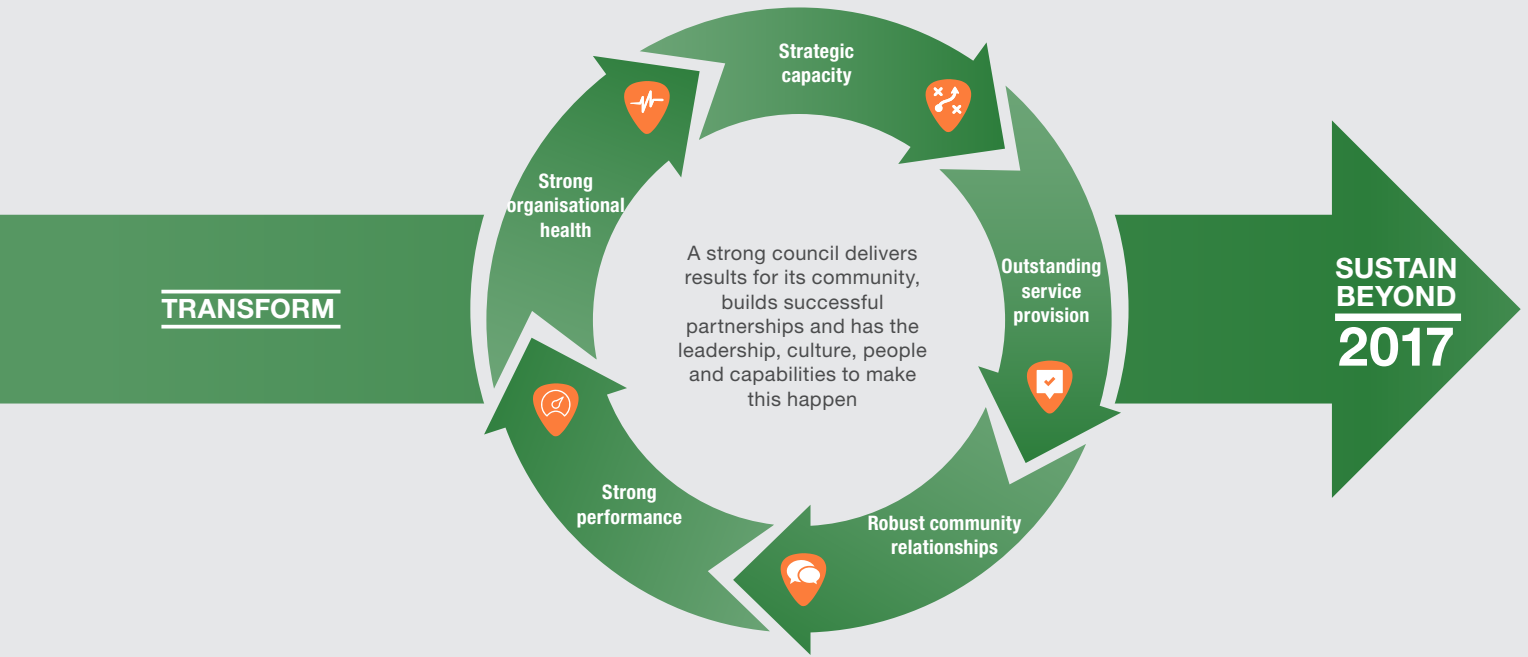 TRANSFORM
Strong
organisational
health
Strategic
capacity
Outstanding
service
provision
Robust community
relationships
Strong
performance
A strong council delivers
results for its community,
builds successful
partnerships and has the
leadership, culture, people
and capabilities to make
this happen
SUSTAIN
BEYOND
2017